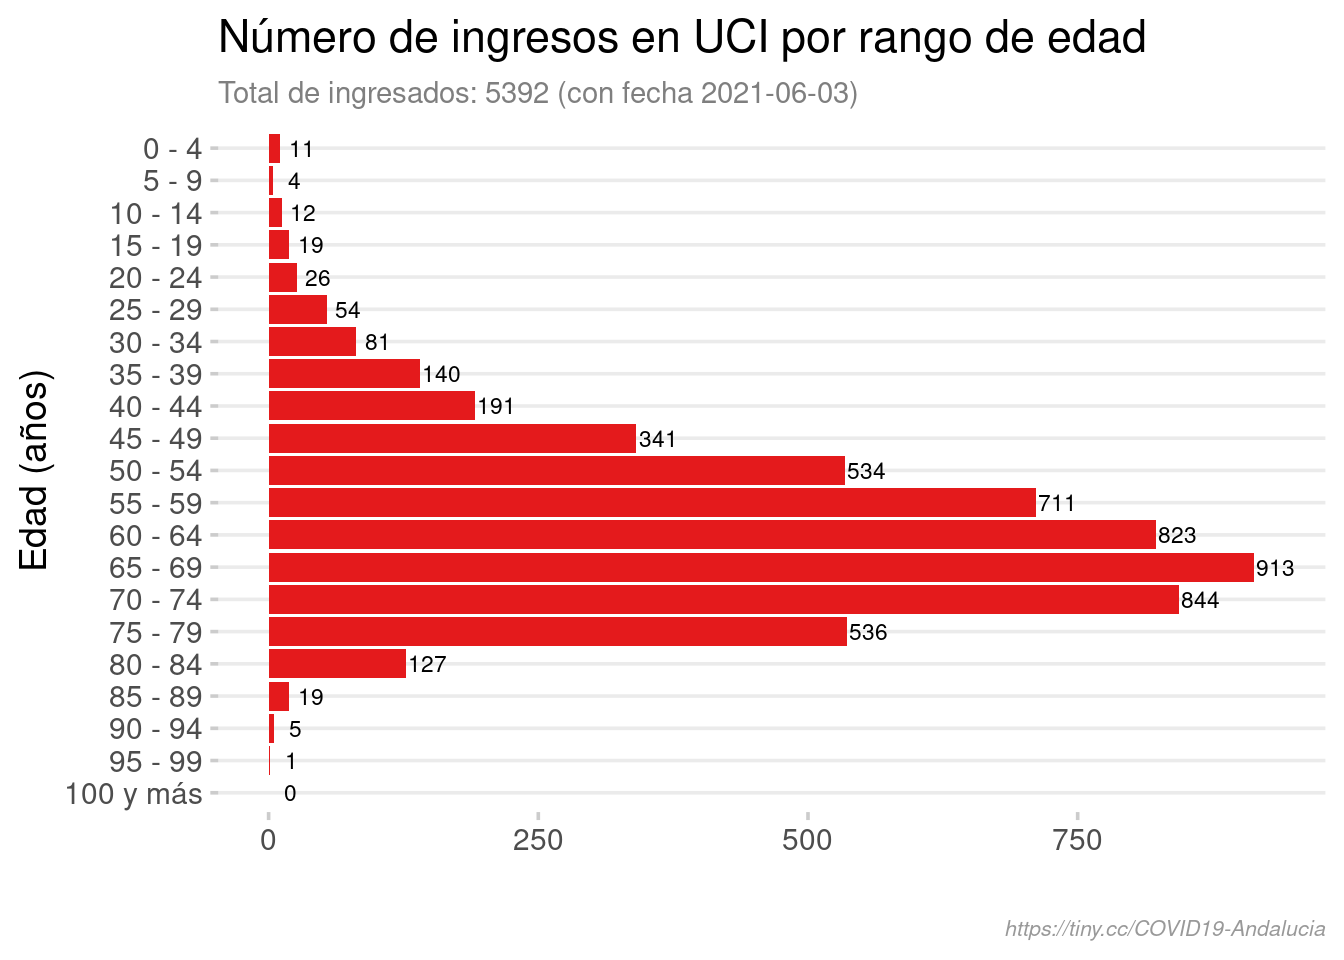 Número de ingresos en UCI por rango de edad
Total de ingresados: 5392 (con fecha 2021-06-03)
Edad (años)
0 - 4 11
5 - 9 4
10 - 14 12
15 - 19 19
20 - 24 26
25 - 29 54
30 - 34 81
35 - 39 140
40 - 44 191
45 - 49 341
50 - 54 534
55 - 59 711
60 - 64 823
65 - 69 913
70 - 74 844
75 - 79 536
80 - 84 127
85 - 89 19
90 - 94 5
95 - 99 1
100 y más 0
0 250 500 750
https://tiny.cc/COVID19-Andalucia